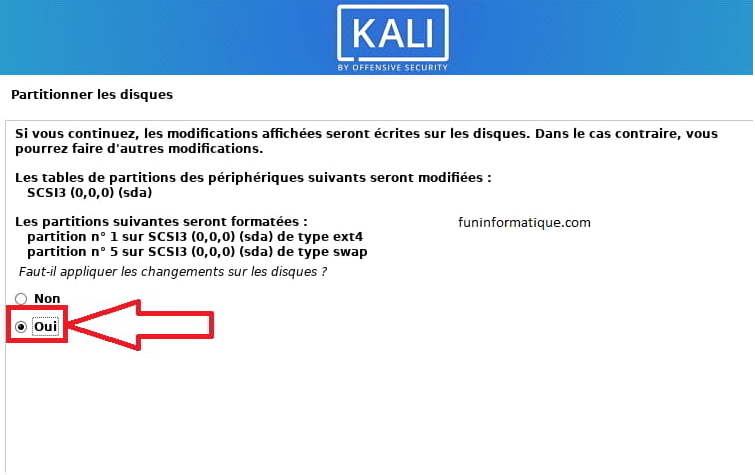 KALI
BY OFFENSIVE SECURITY
Partitionner les disques
Si vous continuez, les modifications affichées seront écrites sur les disques. Dans le cas contraire, vous
pourrez faire d'autres modifications.
Les tables de partitions des périphériques suivants seront modifiées :
SCSI3 (0,0,0) (sda)
Les partitions suivantes seront formatées :
funinformatique.com
partition n° 1 sur SCSI3 (0,0,0) (sda) de type ext4
partition n° 5 sur SCSI3 (0,0,0) (sda) de type swap
Faut-il appliquer les changements sur les disques ?
Non
Oui